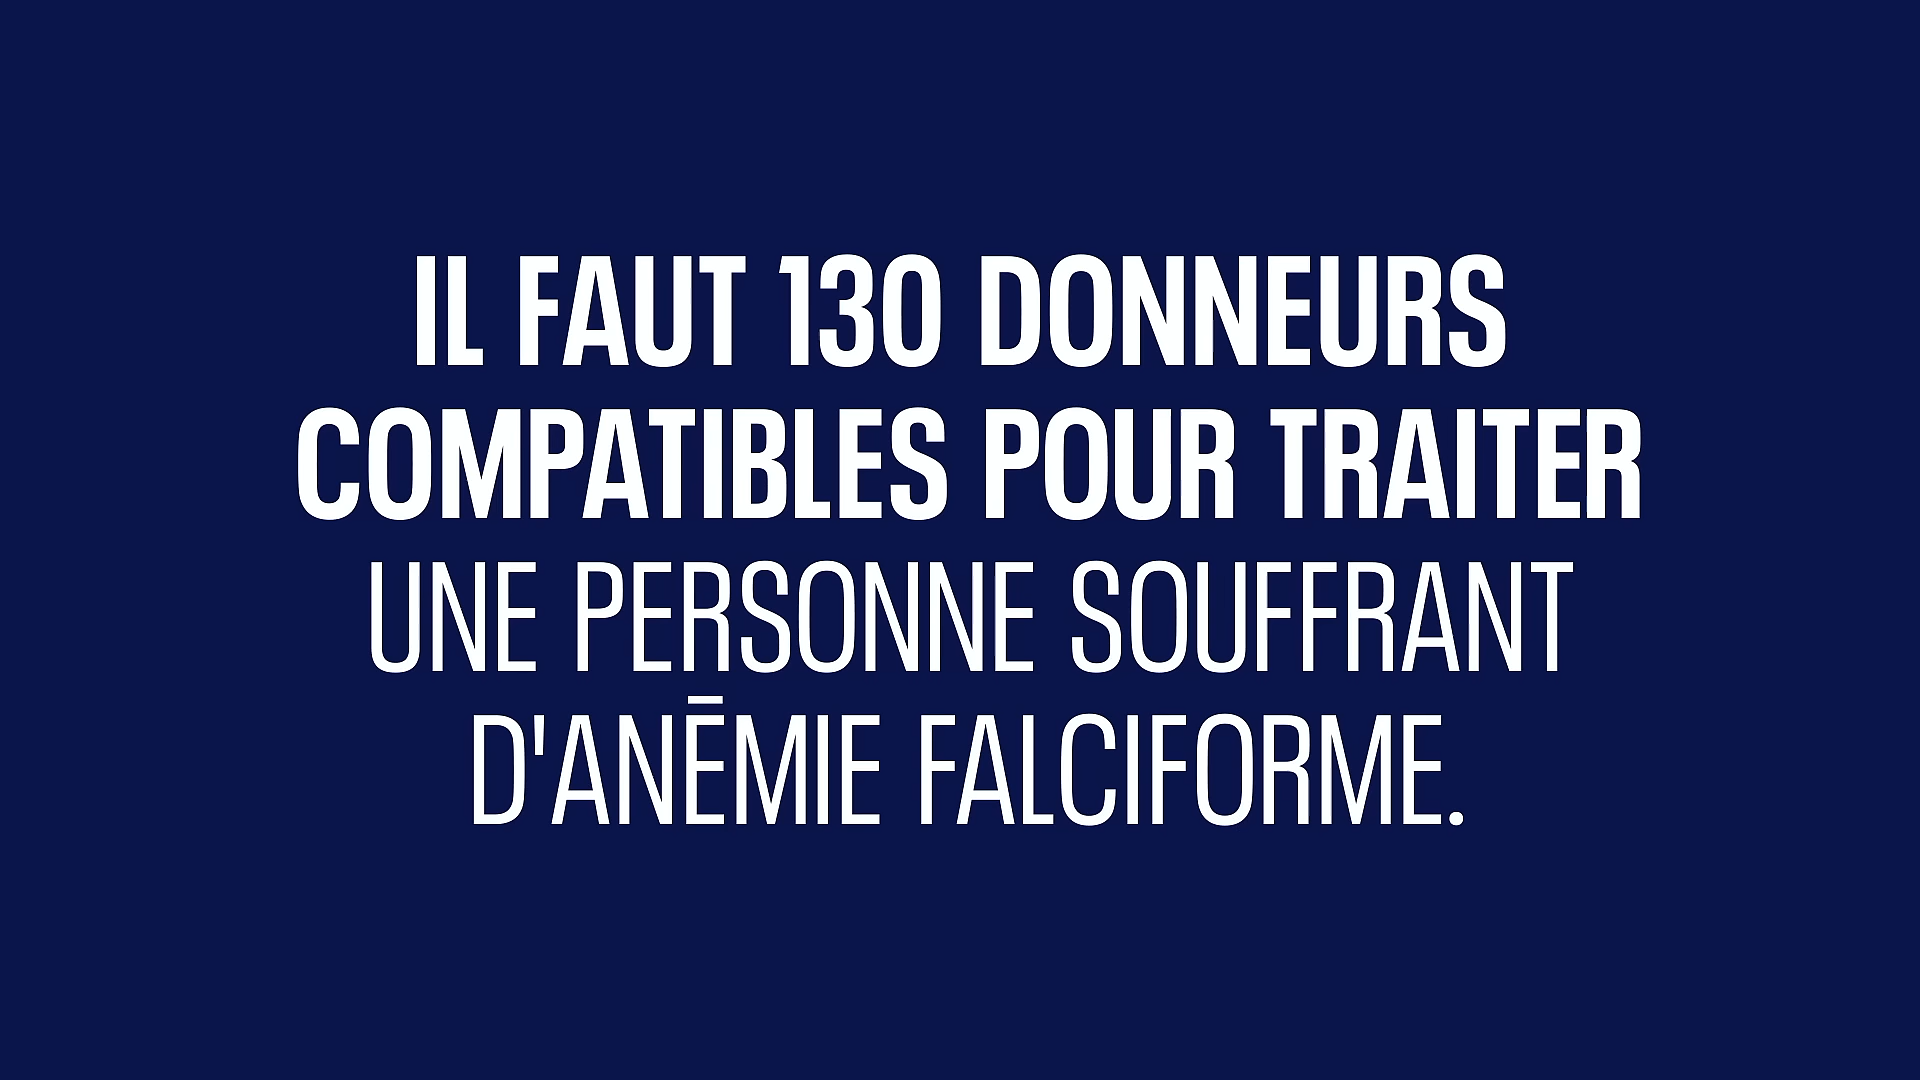 IL FAUT 130 DONNEURS
COMPATIBLES POUR TRAITER
UNE PERSONNE SOUFFRANT
D'ANĒMIE FALCIFORME.